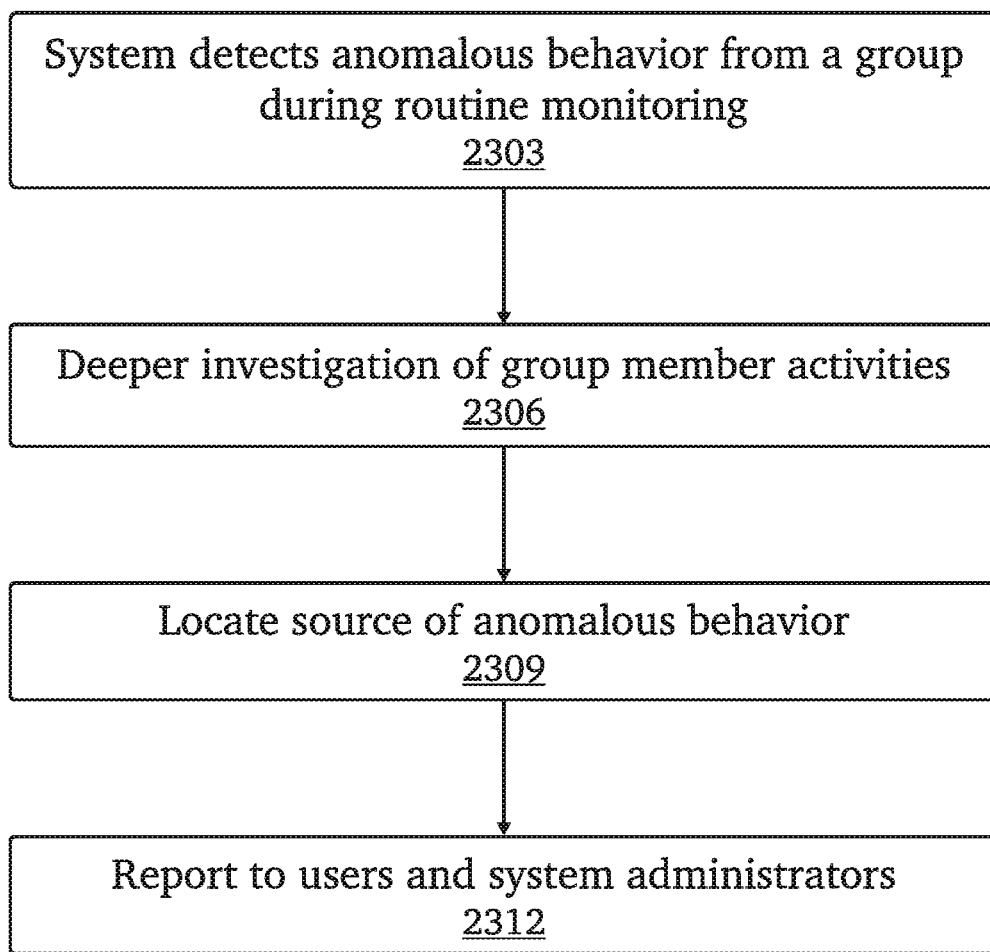 System detects anomalous behavior from a group
during routine monitoring
2303
Deeper investigation of group member activities
2306
Locate source of anomalous behavior
2309
Report to users and system administrators
2312